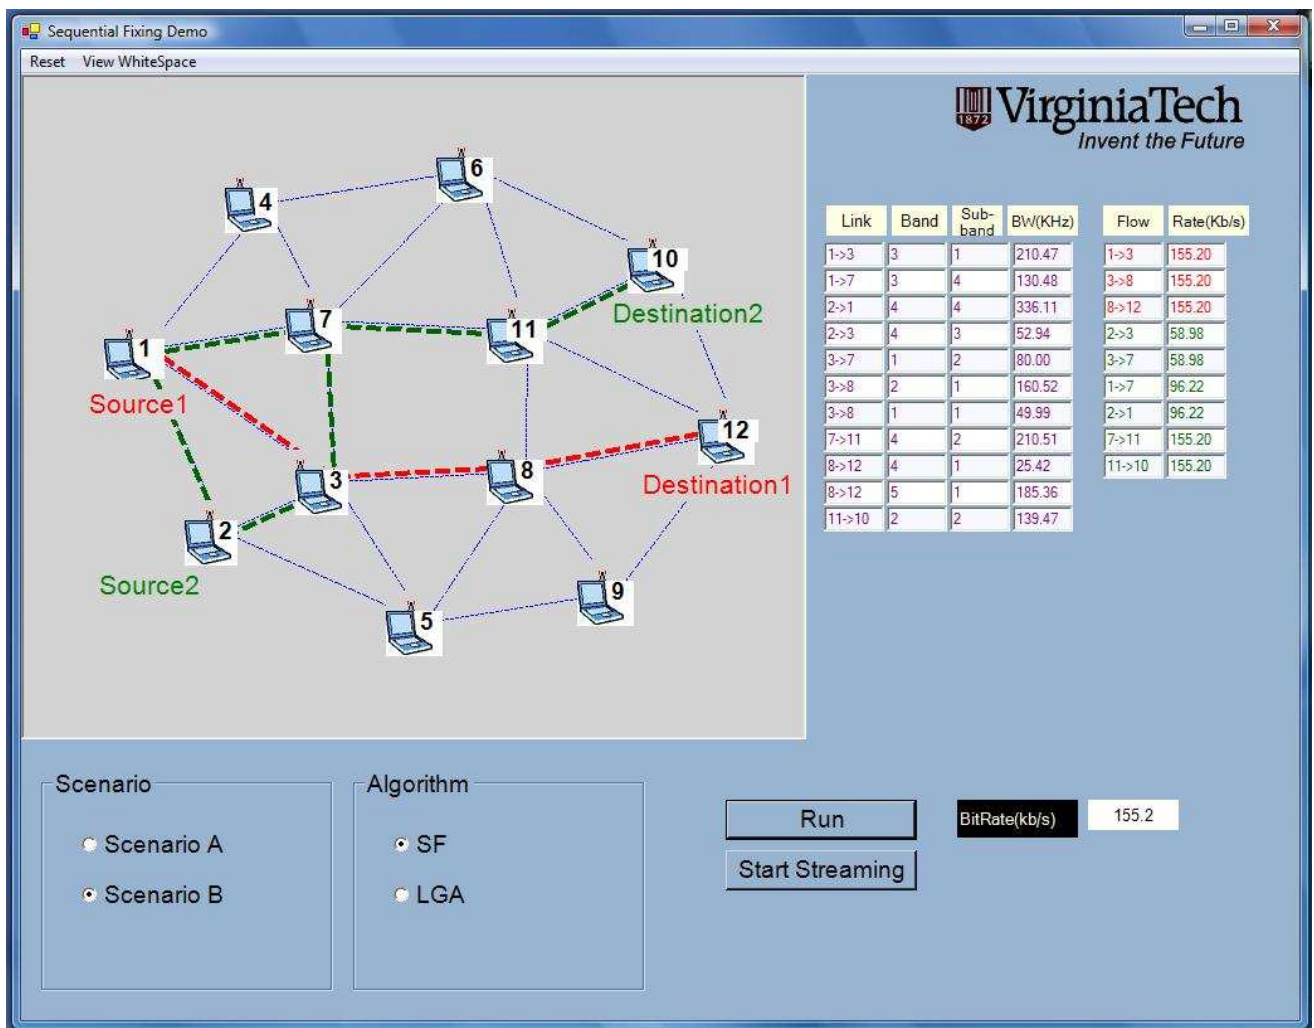 Sequential Fixing Demo
Reset View WhiteSpace
VirginiaTech
1872
Invent the Future
6
4
10
Destination2
7
11
1
Source1
12
Destination1
3
8
2
Source2
9
5
Link Band Sub-band BW(KHz)
1->3 3 1 210.47
1->7 3 4 130.48
2->1 4 4 336.11
2->3 4 3 52.94
3->7 1 2 80.00
3->8 2 1 160.52
3->8 1 1 49.99
7->11 4 2 210.51
8->12 4 1 25.42
8->12 5 1 185.36
11->10 2 2 139.47
Flow Rate(Kb/s)
1->3 155.20
3->8 155.20
8->12 155.20
2->3 58.98
3->7 58.98
1->7 96.22
2->1 96.22
7->11 155.20
11->10 155.20
Scenario
Scenario A
Scenario B
Algorithm
SF
LGA
Run
Start Streaming
BitRate(kb/s) 155.2